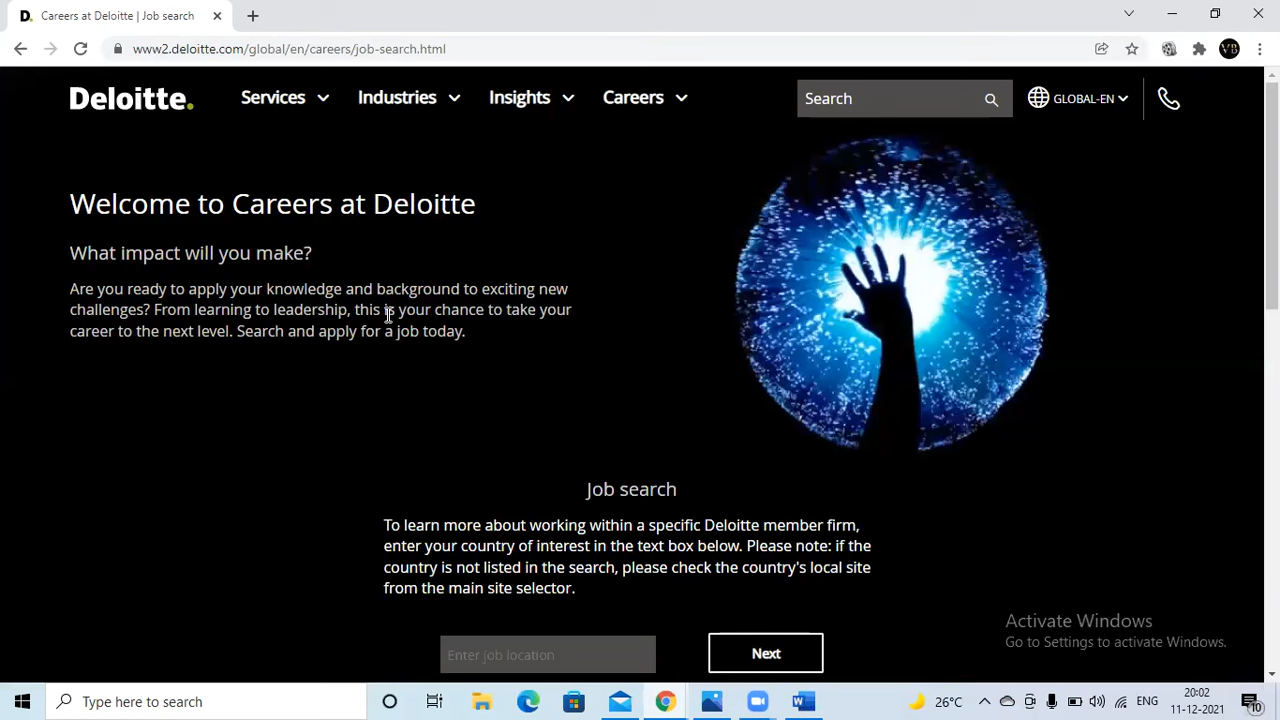 Careers at Deloitte | Job search
www2.deloitte.com/global/en/careers/job-search.html
VB
Deloitte. Services Industries Insights Careers Search GLOBAL-EN
Welcome to Careers at Deloitte
What impact will you make?
Are you ready to apply your knowledge and background to exciting new
challenges? From learning to leadership, this is your chance to take your
career to the next level. Search and apply for a job today.
Job search
To learn more about working within a specific Deloitte member firm,
enter your country of interest in the text box below. Please note: if the
country is not listed in the search, please check the country's local site
from the main site selector.
Enter job location Next
Activate Windows
Go to Settings to activate Windows.
Type here to search 26°C ENG 20:02
11-12-2021 10